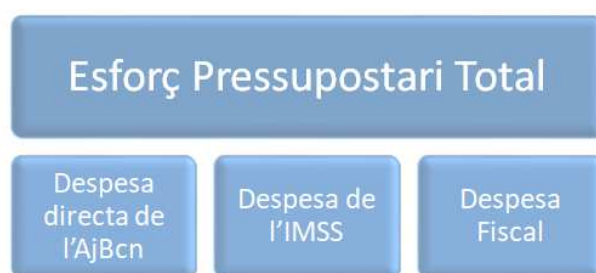 Esforç Pressupostari Total
Despesa
directa de
l'AjBcn
Despesa de
l'IMSS
Despesa
Fiscal